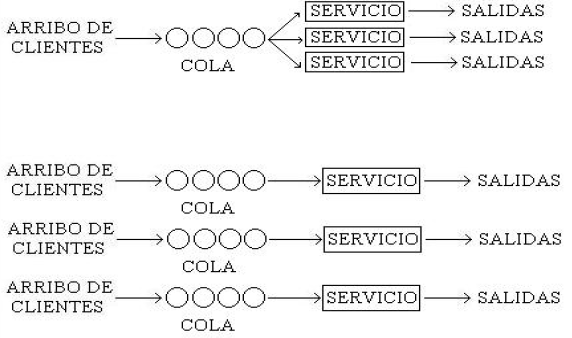 SERVICIO SALIDAS
ARRIBO DE
CLIENTES
SERVICIO SALIDAS
COLA
SERVICIO SALIDAS
ARRIBO DE
CLIENTES
SERVICIO SALIDAS
COLA
ARRIBO DE
CLIENTES
SERVICIO SALIDAS
COLA
ARRIBO DE
CLIENTES
SERVICIO SALIDAS
COLA